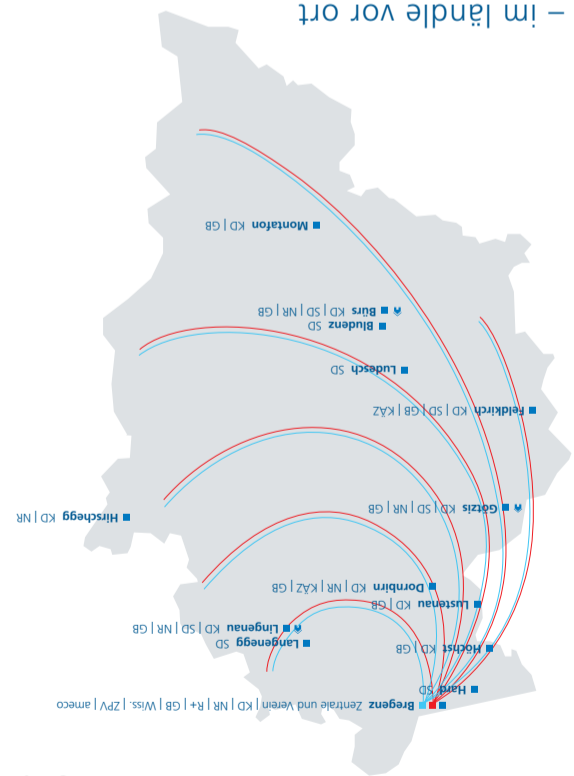 Bregenz Zentrale und Verein | KD | NR | R+ | GB | Wiss. | ZPV | ameco
Hard SD
Höchst KD | GB
Langenegg SD
Lingenau KD | SD | NR | GB
Lustenau KD | GB
Dornbirn KD | NR | KÄZ | GB
Götzis KD | SD | NR | GB
Hirschegg KD | NR
Feldkirch KD | SD | GB | KÄZ
Ludesch SD
Bludenz SD
Bürs KD | SD | NR | GB
Montafon KD | GB
– im ländle vor ort